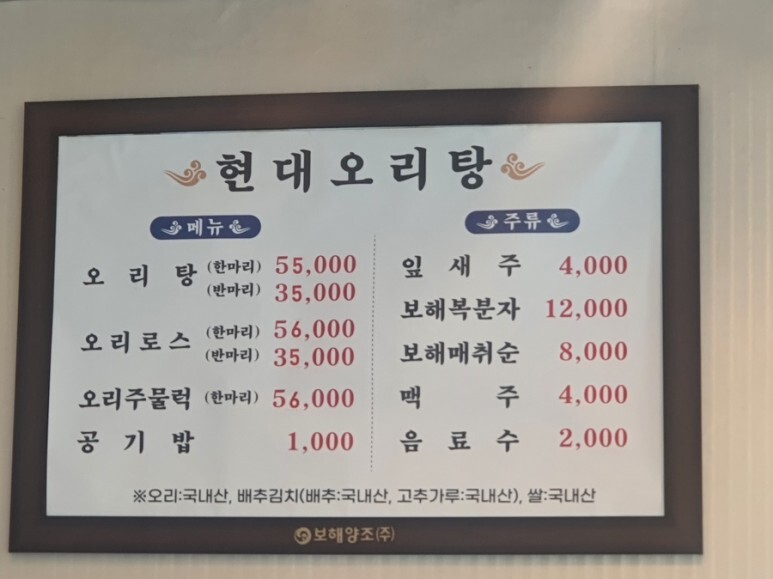 현대오리탕
메뉴
오리탕 (한마리) 55,000
(반마리) 35,000
오리로스 (한마리) 56,000
(반마리) 35,000
오리주물럭 (한마리) 56,000
공기밥 1,000
주류
잎새주 4,000
보해복분자 12,000
보해매취순 8,000
맥주 4,000
음료수 2,000
※오리:국내산, 배추김치(배추:국내산, 고추가루:국내산), 쌀:국내산
보해양조(주)